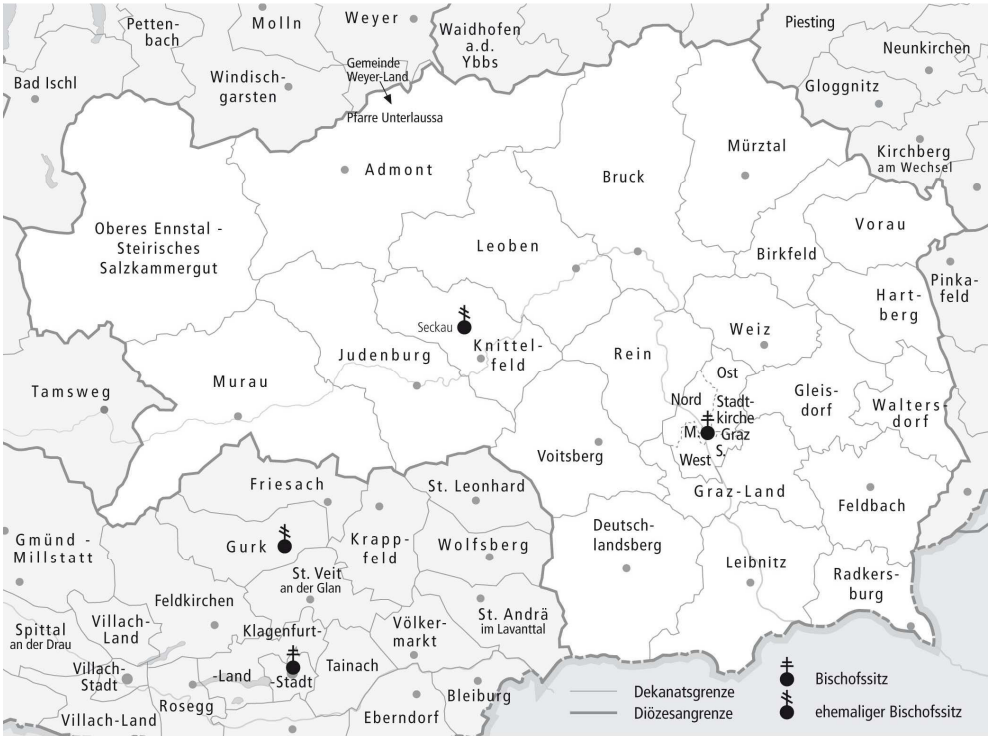 Pettenbach
Molln
Weyer
Waidhofen
a.d.
Ybbs
Piesting
Neunkirchen
Bad Ischl
Windisch-
garsten
Gemeinde
Weyer-Land
Pfarre Unterlaussa
Gloggnitz
Kirchberg
am Wechsel
Admont
Bruck
Mürztal
Oberes Ennstal -
Steirisches
Salzkammergut
Leoben
Vorau
Birkfeld
Pinka-
feld
Hart-
berg
Seckau
Knittel-
feld
Judenburg
Rein
Weiz
Tamsweg
Murau
Ost
Nord
Stadt-
kirche
Graz
M.
S.
West
Gleis-
dorf
Walters-
dorf
Voitsberg
Graz-Land
Feldbach
Friesach
St. Leonhard
Gmünd -
Millstatt
Gurk
Krapp-
feld
Wolfsberg
Deutsch-
landsberg
Leibnitz
Radkers-
burg
St. Veit
an der Glan
Feldkirchen
St. Andrä
im Lavanttal
Spittal
an der Drau
Villach-
Land
Klagenfurt-
Völker-
markt
Villach-
Stadt
-Land
-Stadt
Tainach
Rosegg
Bleiburg
Villach-Land
Eberndorf
Dekanatsgrenze
Diözesangrenze
Bischofssitz
ehemaliger Bischofssitz